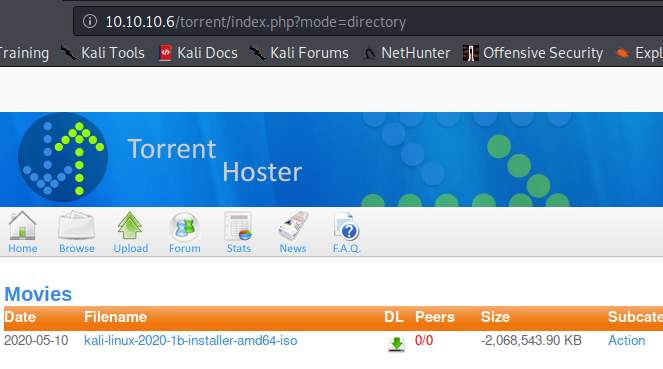 10.10.10.6/torrent/index.php?mode=directory
Training Kali Tools Kali Docs Kali Forums NetHunter Offensive Security Expl
Torrent
Hoster
Home Browse Upload Forum Stats News F.A.Q.
Movies
Date Filename DL Peers Size Subcate
2020-05-10 kali-linux-2020-1b-installer-amd64-iso 0/0 -2,068,543.90 KB Action